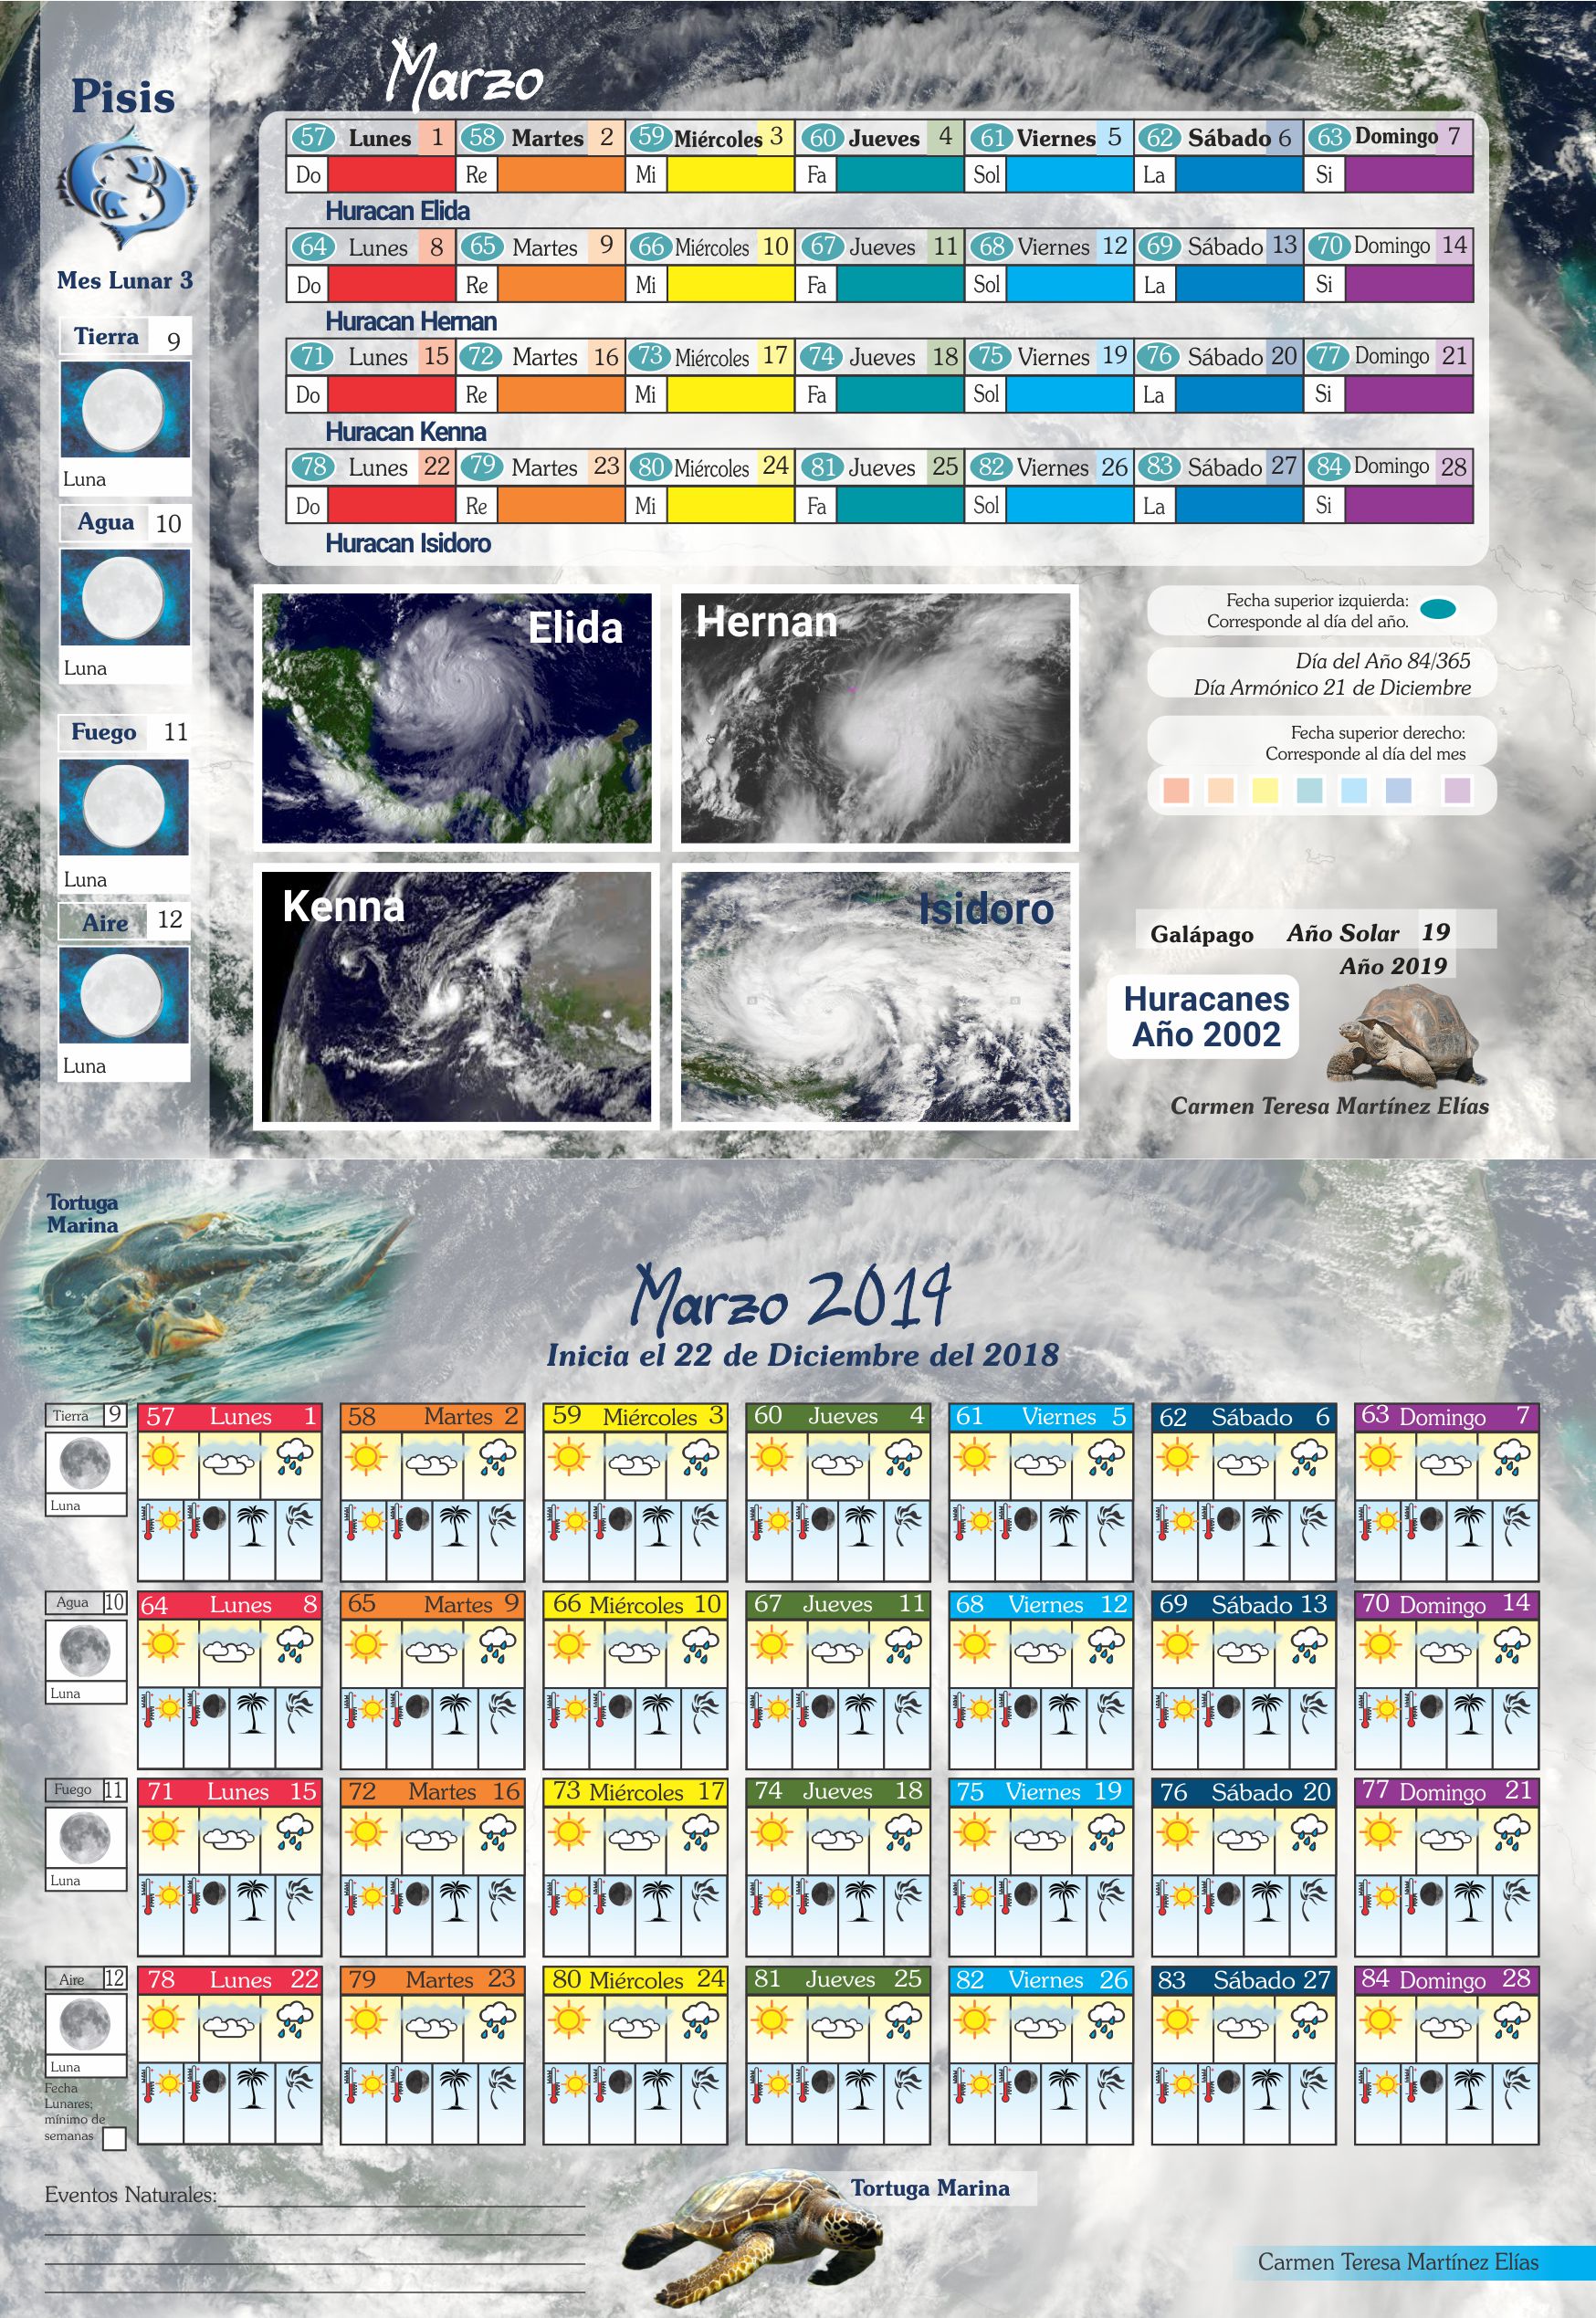 Pisis
Mes Lunar 3
Tierra 9
Luna
Agua 10
Luna
Fuego 11
Luna
Aire 12
Luna
Marzo
57 Lunes 1 58 Martes 2 59 Miércoles 3 60 Jueves 4 61 Viernes 5 62 Sábado 6 63 Domingo 7
Do Re Mi Fa Sol La Si
Huracan Elida
64 Lunes 8 65 Martes 9 66 Miércoles 10 67 Jueves 11 68 Viernes 12 69 Sábado 13 70 Domingo 14
Do Re Mi Fa Sol La Si
Huracan Hernan
71 Lunes 15 72 Martes 16 73 Miércoles 17 74 Jueves 18 75 Viernes 19 76 Sábado 20 77 Domingo 21
Do Re Mi Fa Sol La Si
Huracan Kenna
78 Lunes 22 79 Martes 23 80 Miércoles 24 81 Jueves 25 82 Viernes 26 83 Sábado 27 84 Domingo 28
Do Re Mi Fa Sol La Si
Huracan Isidoro
Elida
Hernan
Kenna
Isidoro
Fecha superior izquierda:
Corresponde al día del año.
Día del Año 84/365
Día Armónico 21 de Diciembre
Fecha superior derecho:
Corresponde al día del mes
Galápago Año Solar 19
Año 2019
Huracanes
Año 2002
Carmen Teresa Martínez Elías
Tortuga
Marina
Marzo 2019
Inicia el 22 de Diciembre del 2018
Tierra 9
Luna
57 Lunes 1 58 Martes 2 59 Miércoles 3 60 Jueves 4 61 Viernes 5 62 Sábado 6 63 Domingo 7
Agua 10
Luna
64 Lunes 8 65 Martes 9 66 Miércoles 10 67 Jueves 11 68 Viernes 12 69 Sábado 13 70 Domingo 14
Fuego 11
Luna
71 Lunes 15 72 Martes 16 73 Miércoles 17 74 Jueves 18 75 Viernes 19 76 Sábado 20 77 Domingo 21
Aire 12
Luna
78 Lunes 22 79 Martes 23 80 Miércoles 24 81 Jueves 25 82 Viernes 26 83 Sábado 27 84 Domingo 28
Fecha
Lunares;
mínimo de
semanas
Eventos Naturales:
Tortuga Marina
Carmen Teresa Martínez Elías